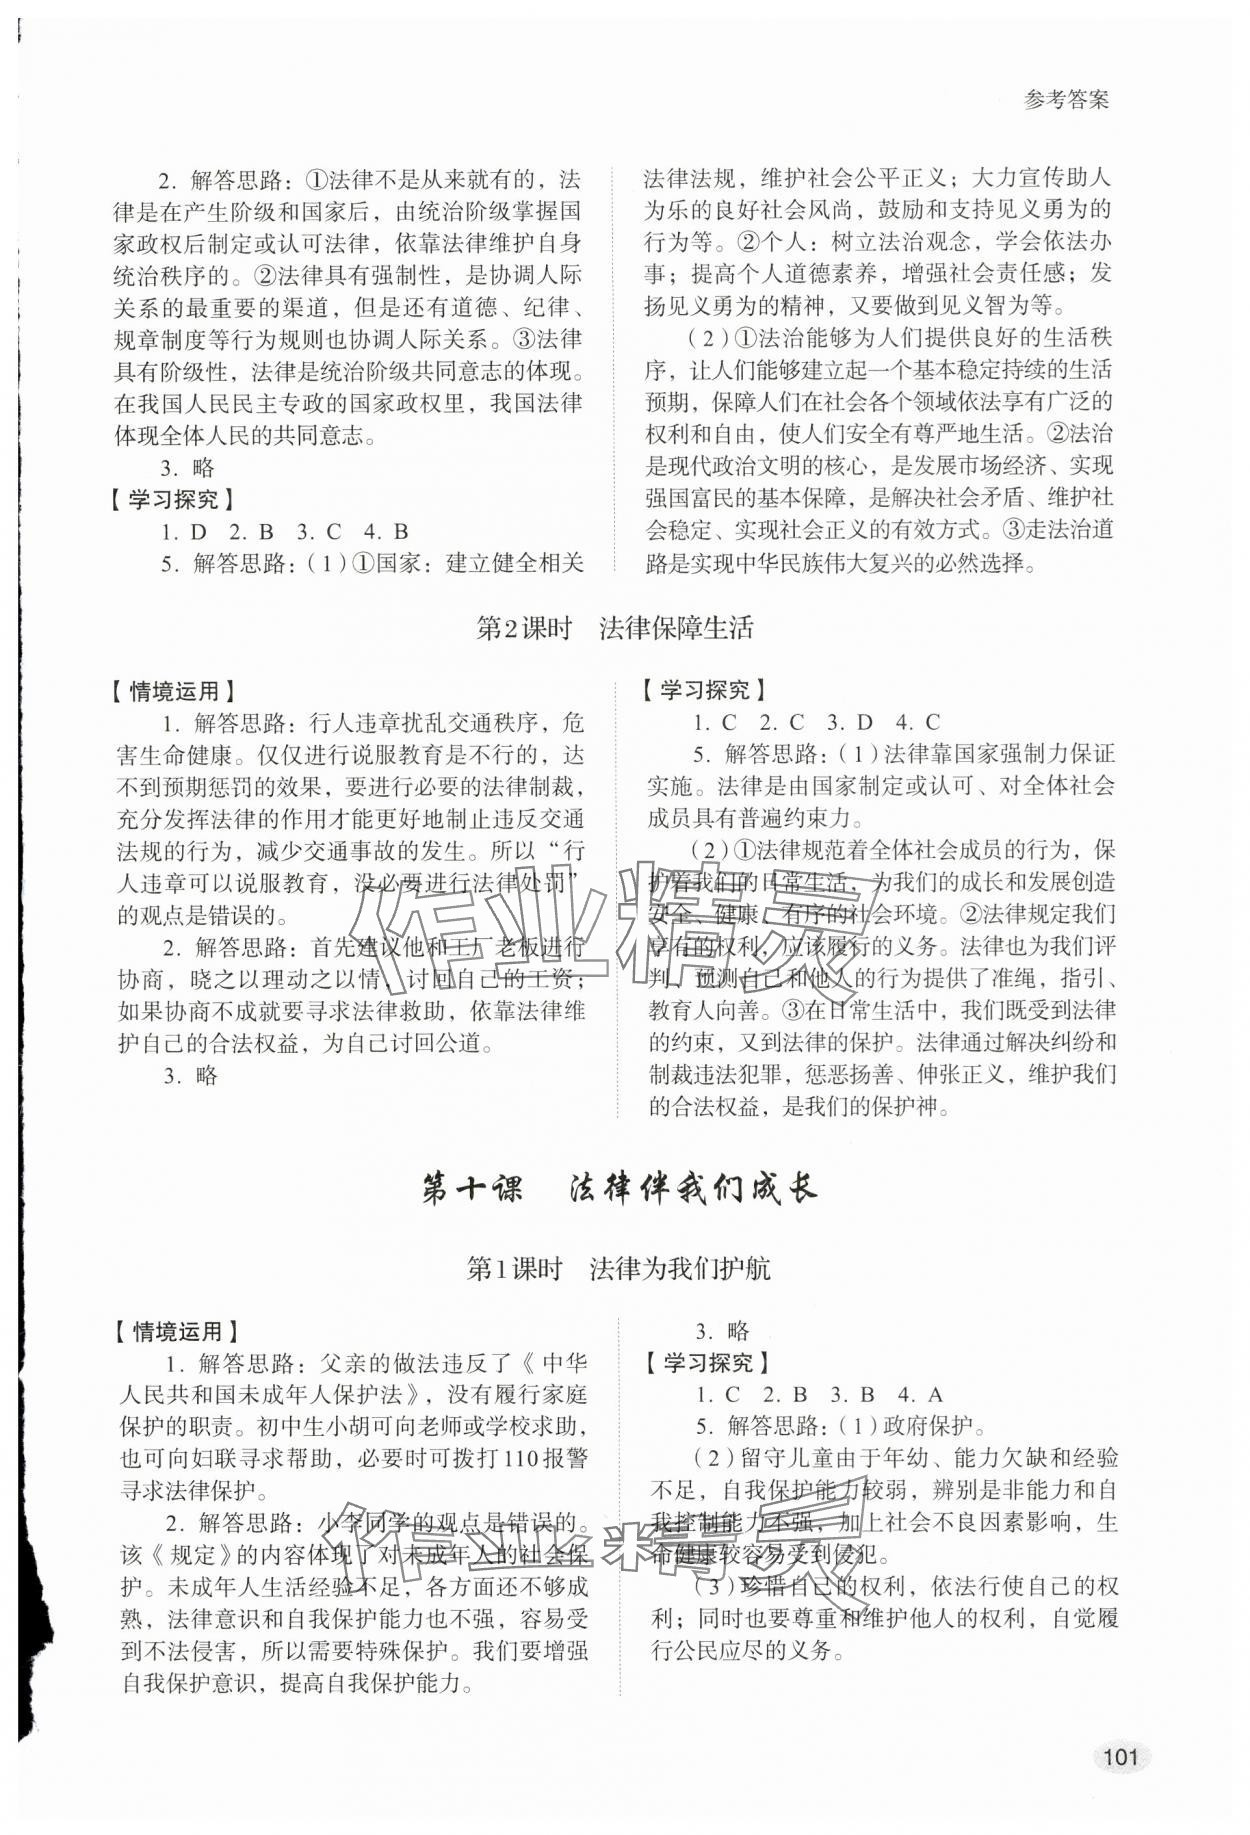 参考答案
2. 解答思路：①法律不是从来就有的，法
律是在产生阶级和国家后，由统治阶级掌握国
家政权后制定或认可法律，依靠法律维护自身
统治秩序的。②法律具有强制性，是协调人际
关系的最重要的渠道，但是还有道德、纪律、
规章制度等行为规则也协调人际关系。③法律
具有阶级性，法律是统治阶级共同意志的体现。
在我国人民民主专政的国家政权里，我国法律
体现全体人民的共同意志。
3. 略
【学习探究】
1. D 2. B 3. C 4. B
5. 解答思路：（1）①国家：建立健全相关
法律法规，维护社会公平正义；大力宣传助人
为乐的良好社会风尚，鼓励和支持见义勇为的
行为等。②个人：树立法治观念，学会依法办
事；提高个人道德素养，增强社会责任感；发
扬见义勇为的精神，又要做到见义智为等。
（2）①法治能够为人们提供良好的生活秩
序，让人们能够建立起一个基本稳定持续的生活
预期，保障人们在社会各个领域依法享有广泛的
权利和自由，使人们安全有尊严地生活。②法治
是现代政治文明的核心，是发展市场经济、实现
强国富民的基本保障，是解决社会矛盾、维护社
会稳定、实现社会正义的有效方式。③走法治道
路是实现中华民族伟大复兴的必然选择。
第2课时 法律保障生活
【情境运用】
1. 解答思路：行人违章扰乱交通秩序，危
害生命健康。仅仅进行说服教育是不行的，达
不到预期惩罚的效果，要进行必要的法律制裁，
充分发挥法律的作用才能更好地制止违反交通
法规的行为，减少交通事故的发生。所以“行
人违章可以说服教育，没必要进行法律处罚”
的观点是错误的。
2. 解答思路：首先建议他和工厂老板进行
协商，晓之以理动之以情，讨回自己的工资；
如果协商不成就要寻求法律救助，依靠法律维
护自己的合法权益，为自己讨回公道。
3. 略
【学习探究】
1. C 2. C 3. D 4. C
5. 解答思路：（1）法律靠国家强制力保证
实施。法律是由国家制定或认可、对全体社会
成员具有普遍约束力。
（2）①法律规范着全体社会成员的行为，保
护着我们的日常生活，为我们的成长和发展创造
安全、健康、有序的社会环境。②法律规定我们
享有的权利，应该履行的义务。法律也为我们评
判、预测自己和他人的行为提供了准绳，指引、
教育人向善。③在日常生活中，我们既受到法律
的约束，又到法律的保护。法律通过解决纠纷和
制裁违法犯罪，惩恶扬善、伸张正义，维护我们
的合法权益，是我们的保护神。
作业精灵
第十课 法律伴我们成长
第1课时 法律为我们护航
【情境运用】
1. 解答思路：父亲的做法违反了《中华
人民共和国未成年人保护法》，没有履行家庭
保护的职责。初中生小胡可向老师或学校求助，
也可向妇联寻求帮助，必要时可拨打110报警
寻求法律保护。
2. 解答思路：小李同学的观点是错误的。
该《规定》的内容体现了对未成年人的社会保
护。未成年人生活经验不足，各方面还不够成
熟，法律意识和自我保护能力也不强，容易受
到不法侵害，所以需要特殊保护。我们要增强
自我保护意识，提高自我保护能力。
3. 略
【学习探究】
1. C 2. B 3. B 4. A
5. 解答思路：（1）政府保护。
（2）留守儿童由于年幼、能力欠缺和经验
不足，自我保护能力较弱，辨别是非能力和自
我控制能力不强，加上社会不良因素影响，生
命健康较容易受到侵犯。
（3）珍惜自己的权利，依法行使自己的权
利；同时也要尊重和维护他人的权利，自觉履
行公民应尽的义务。
作业精灵
101